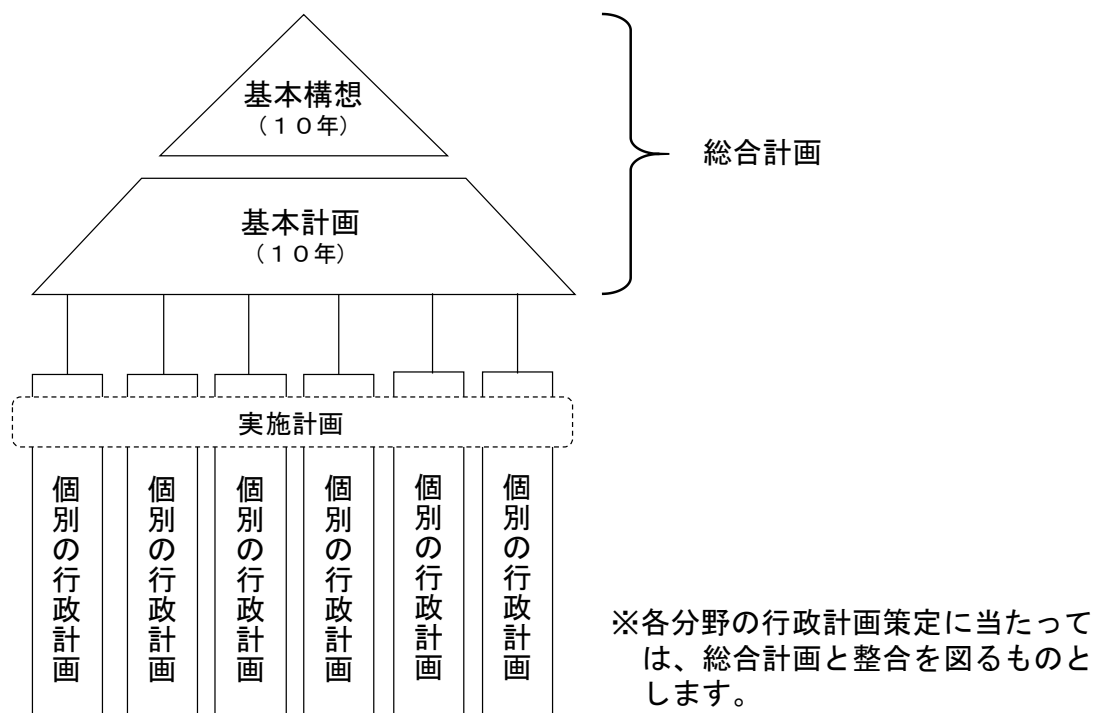 基本構想
（１０年）
総合計画
基本計画
（１０年）
実施計画
個別の行政計画
個別の行政計画
個別の行政計画
個別の行政計画
個別の行政計画
個別の行政計画
※各分野の行政計画策定に当たって
は、総合計画と整合を図るものと
します。